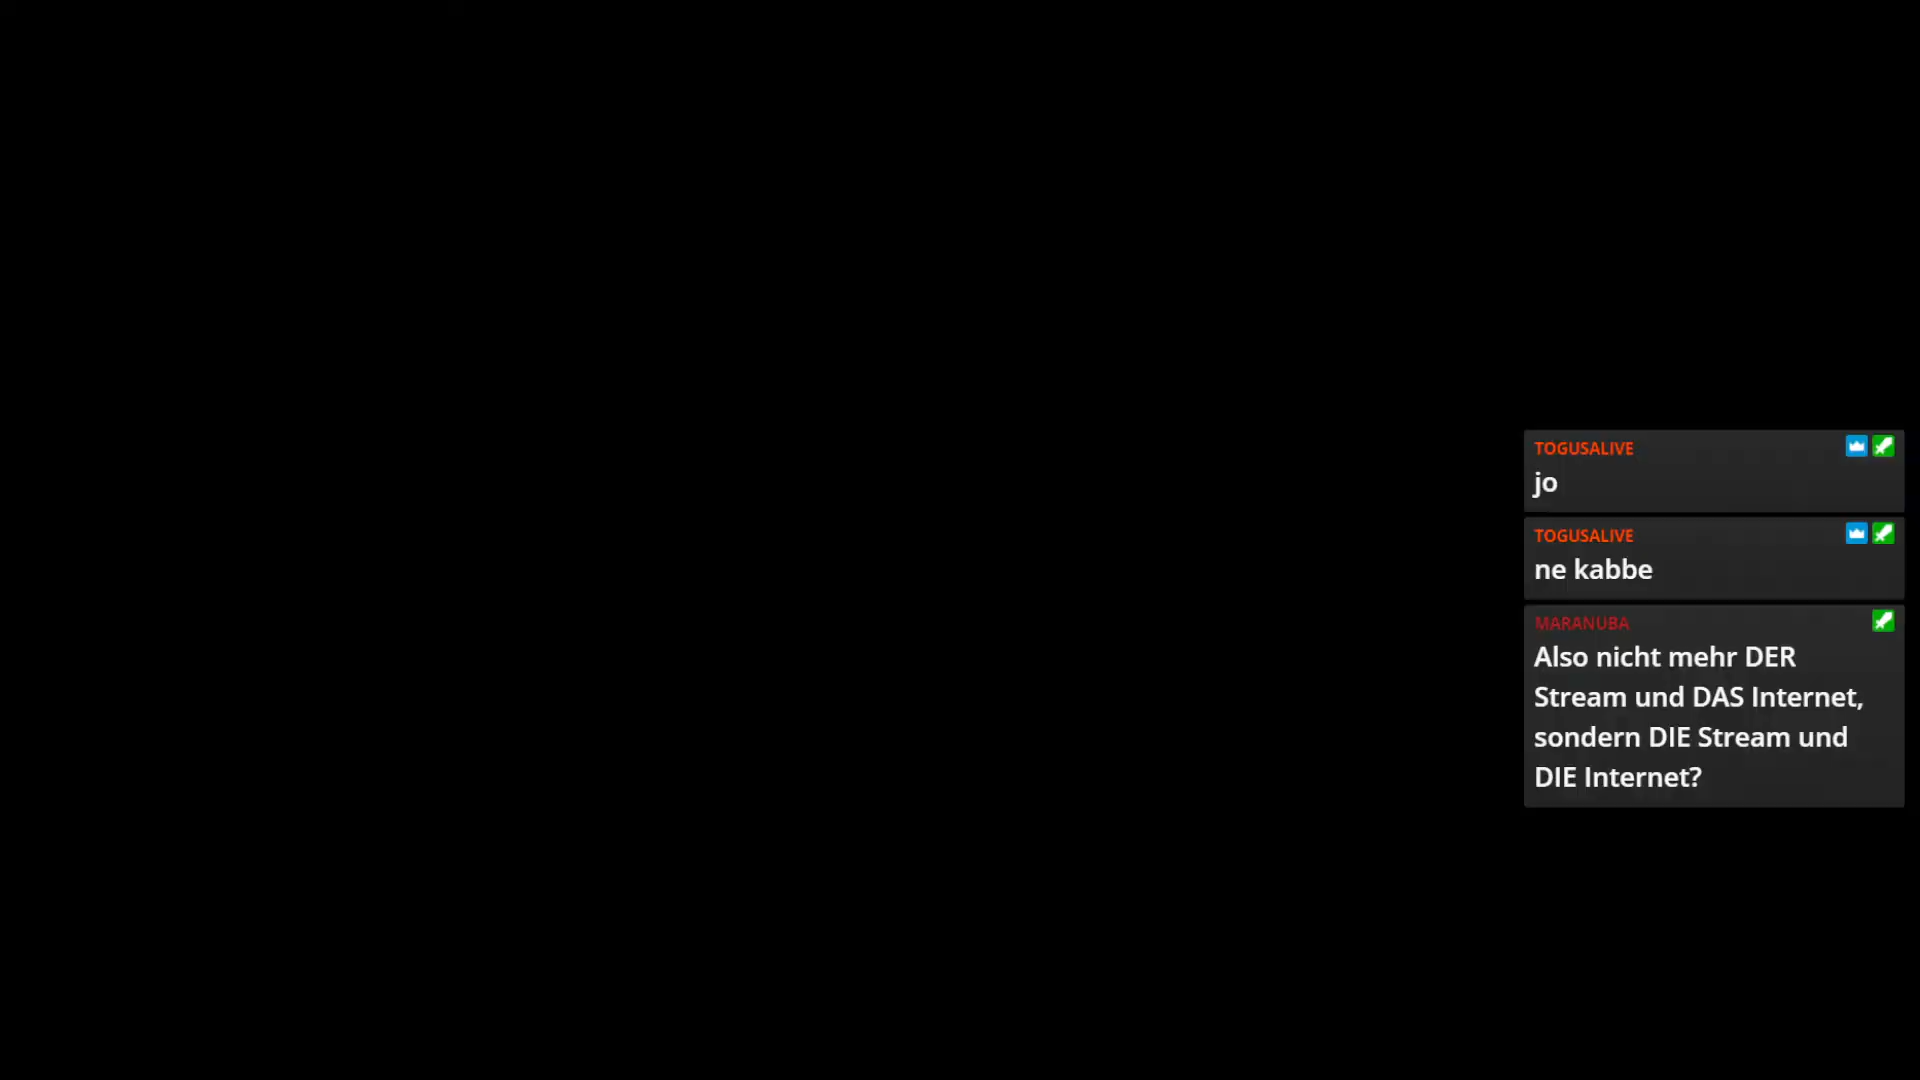 TOGUSALIVE
jo
TOGUSALIVE
ne kabbe
MARANUBA
Also nicht mehr DER
Stream und DAS Internet,
sondern DIE Stream und
DIE Internet?